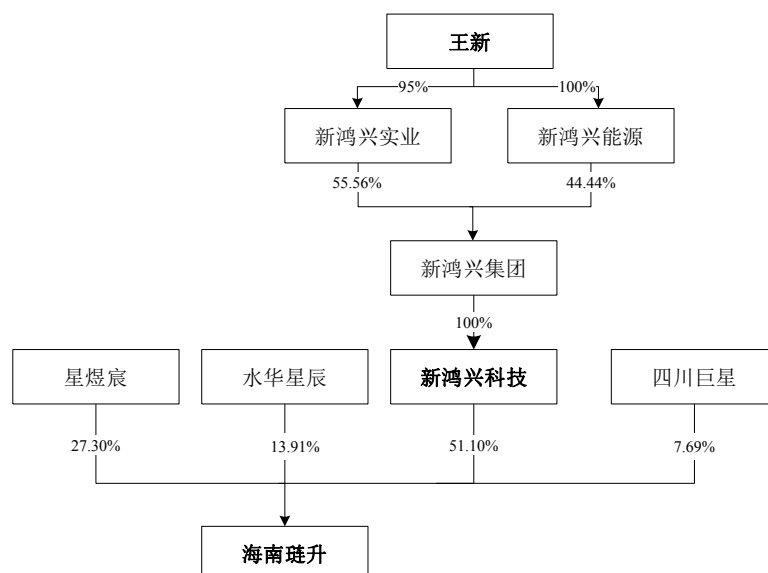 王新
95%
100%
新鸿兴实业
新鸿兴能源
55.56%
44.44%
新鸿兴集团
100%
星煜宸
水华星辰
新鸿兴科技
四川巨星
27.30%
13.91%
51.10%
7.69%
海南琏升